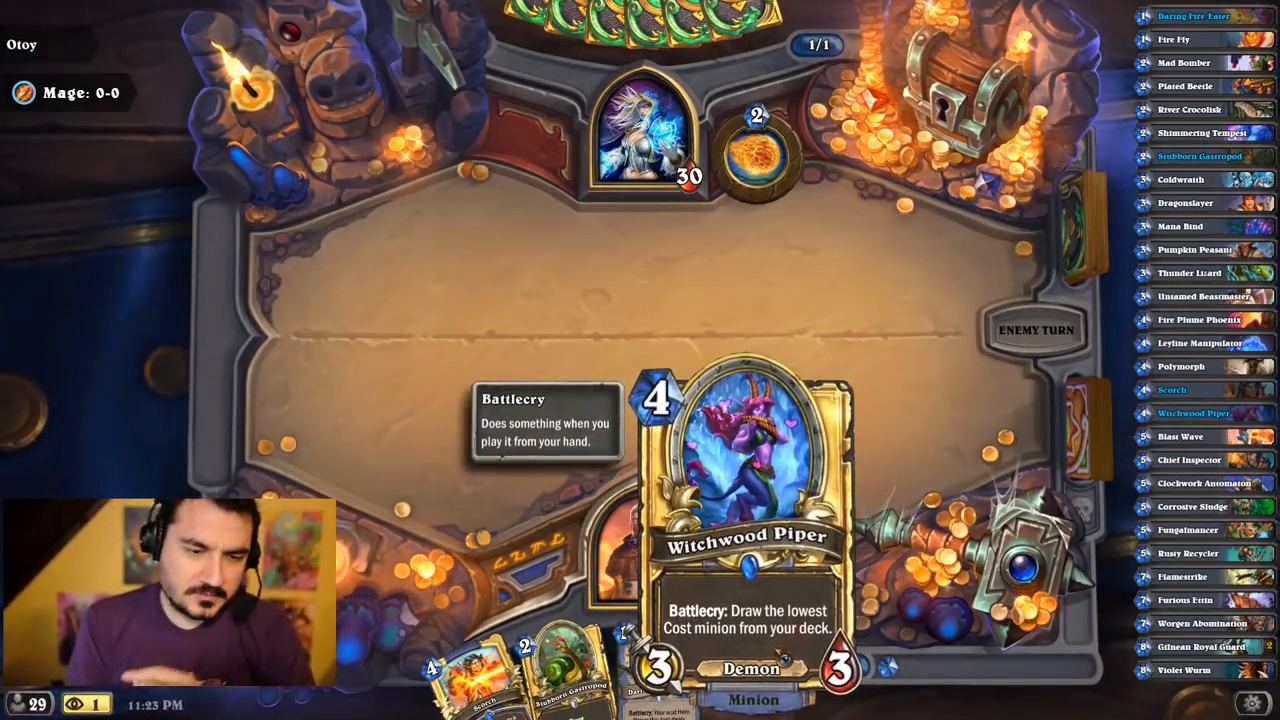 Otoy
Mage: 0-0
1/1
2
30
ENEMY TURN
Battlecry
Does something when you
play it from your hand.
4
Witchwood Piper
Battlecry: Draw the lowest
Cost minion from your deck.
3
Demon
3
Minion
4
Scorch
2
Stubborn Gastropod
29
1
11:23 PM
1 Daring Fire-Eater
1 Fire Fly
2 Mad Bomber
2 Plated Beetle
2 River Crocolisk
2 Shimmering Tempest
2 Stubborn Gastropod
3 Coldwraith
3 Dragonslayer
3 Mana Bind
3 Pumpkin Peasant
3 Thunder Lizard
3 Untamed Beastmaster
4 Fire Plume Phoenix
4 Leyline Manipulator
4 Polymorph
4 Scorch
4 Witchwood Piper
5 Blast Wave
5 Chief Inspector
5 Clockwork Automaton
5 Corrosive Sludge
5 Fungalmancer
5 Rusty Recycler
7 Flamestrike
7 Furious Ettin
7 Worgen Abomination
8 Gilnean Royal Guard 2
8 Violet Wurm